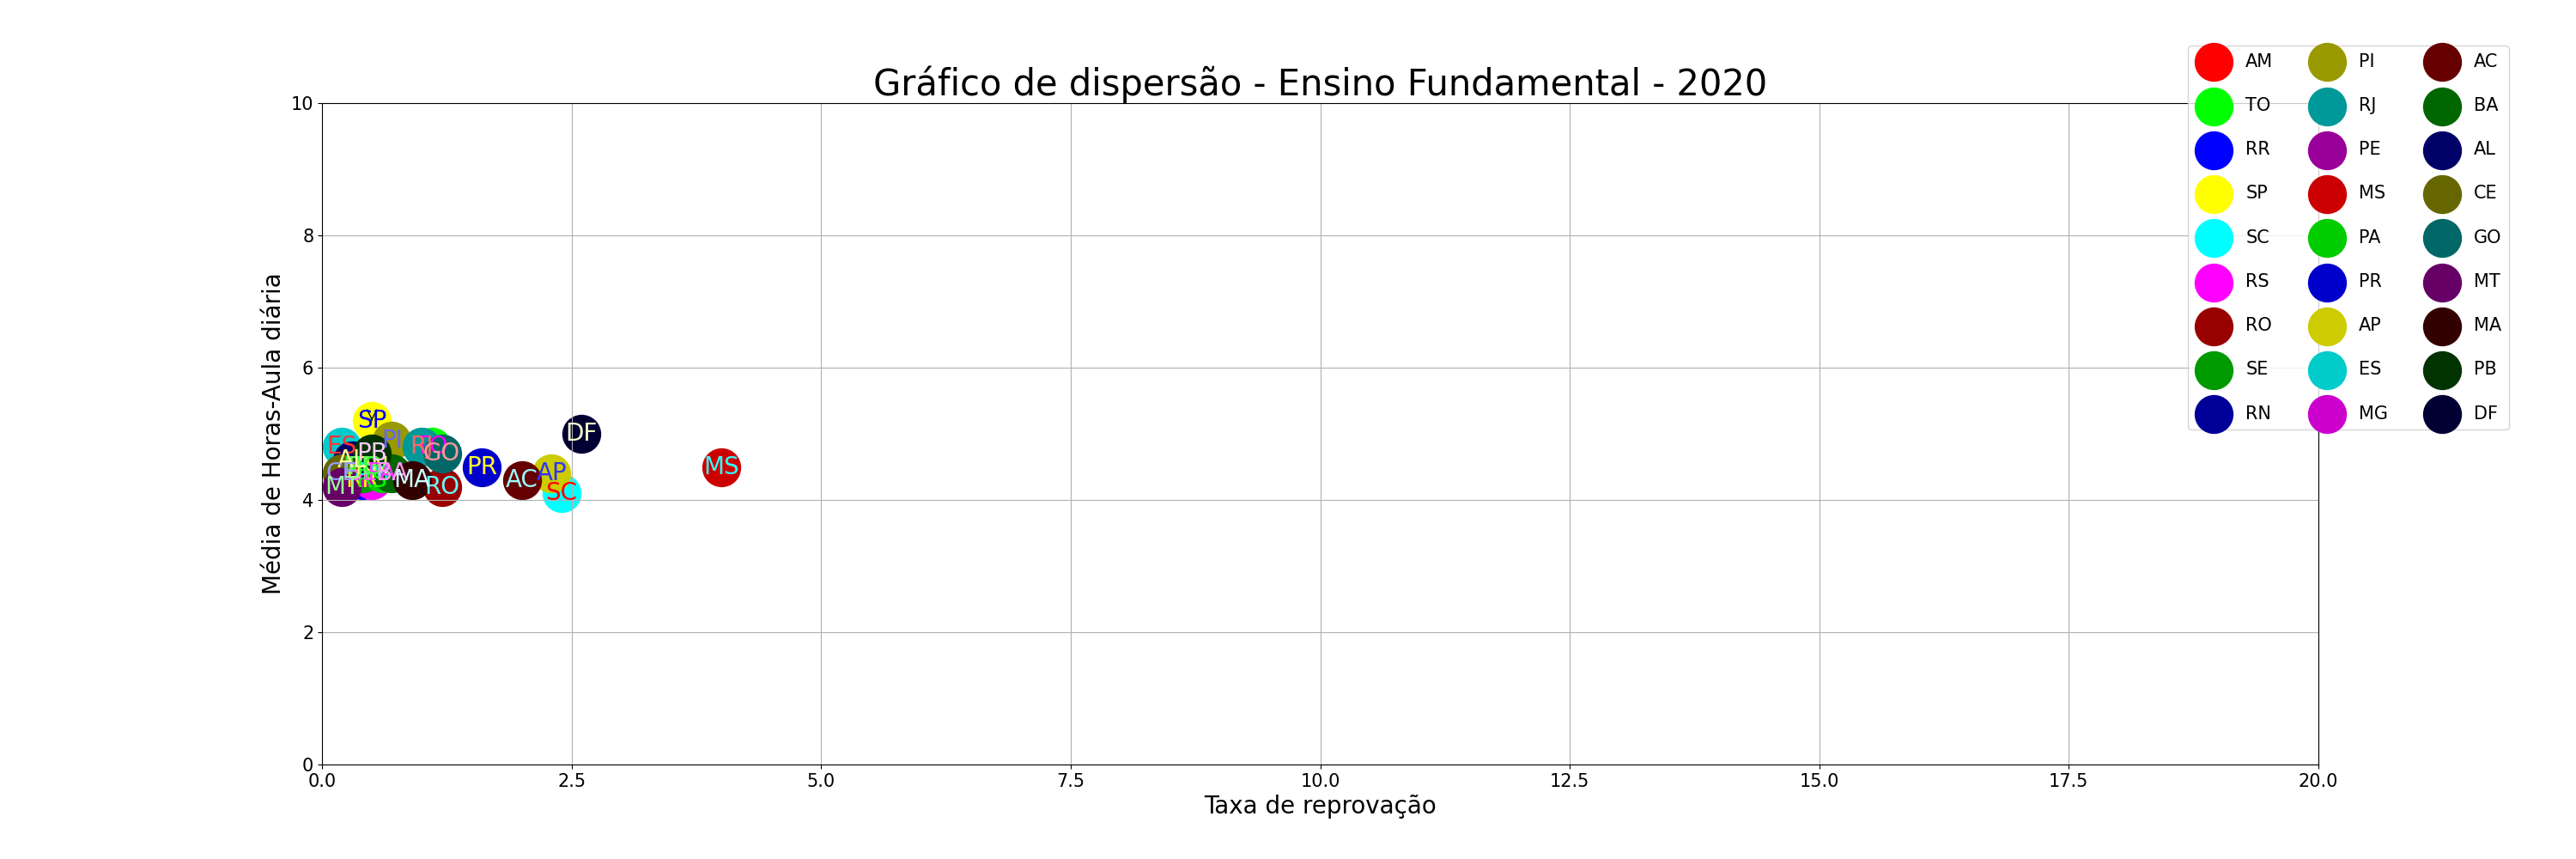 Gráfico de dispersão - Ensino Fundamental - 2020
AM PI AC
TO RJ BA
RR PE AL
SP MS CE
SC PA GO
RS PR MT
RO AP MA
SE ES PB
RN MG DF
Média de Horas-Aula diária
10
8
6
4
2
0
SP
DF
ES
PI
RJ
GO
PB
AL
PR
MS
AP
AC
MA
RO
MT
SC
0.0 2.5 5.0 7.5 10.0 12.5 15.0 17.5 20.0
Taxa de reprovação